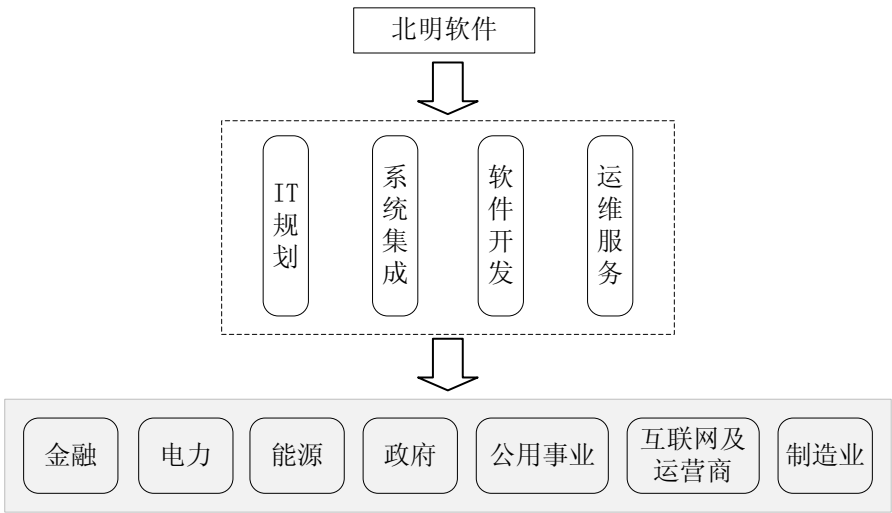 北明软件
IT规划
系统集成
软件开发
运维服务
金融
电力
能源
政府
公用事业
互联网及
运营商
制造业